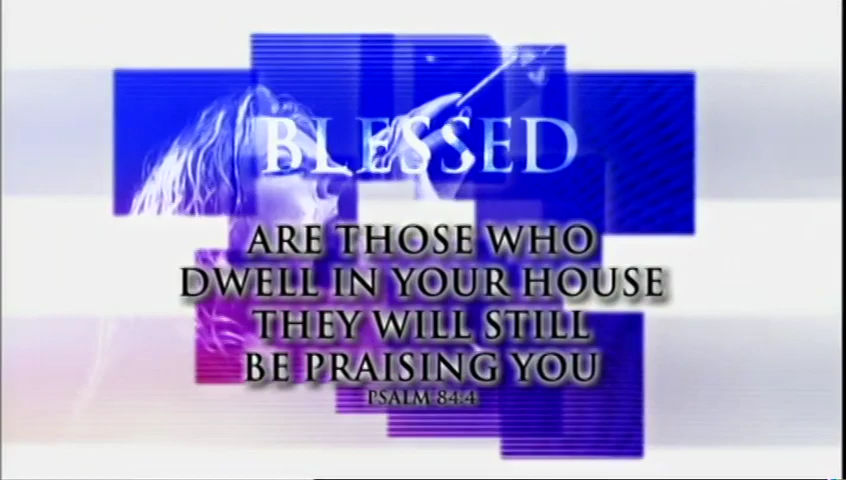 BLESSED
ARE THOSE WHO
DWELL IN YOUR HOUSE
THEY WILL STILL
BE PRAISING YOU
PSALM 84:4